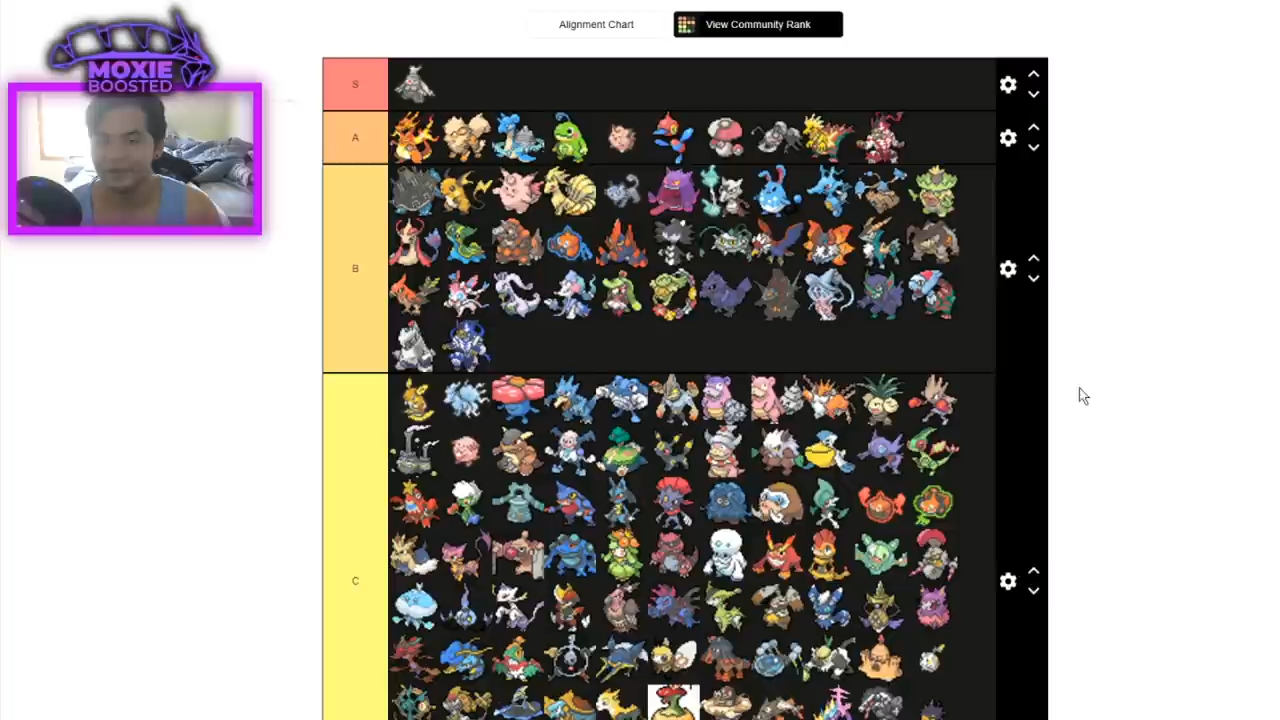 Alignment Chart
View Community Rank
MOXIE
BOOSTED
S
A
B
C